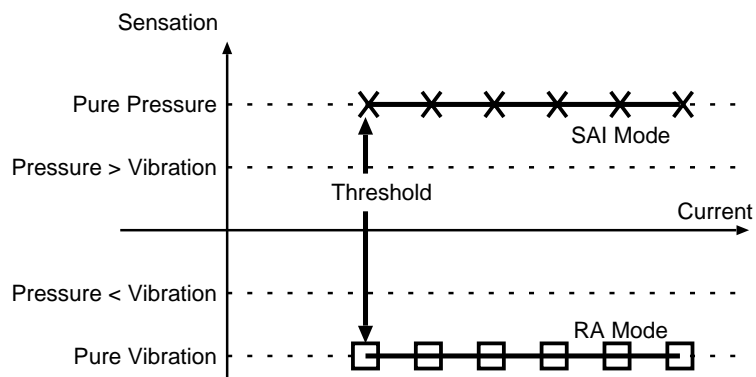 Sensation
Pure Pressure
SAI Mode
Pressure > Vibration
Threshold
Current
Pressure < Vibration
RA Mode
Pure Vibration